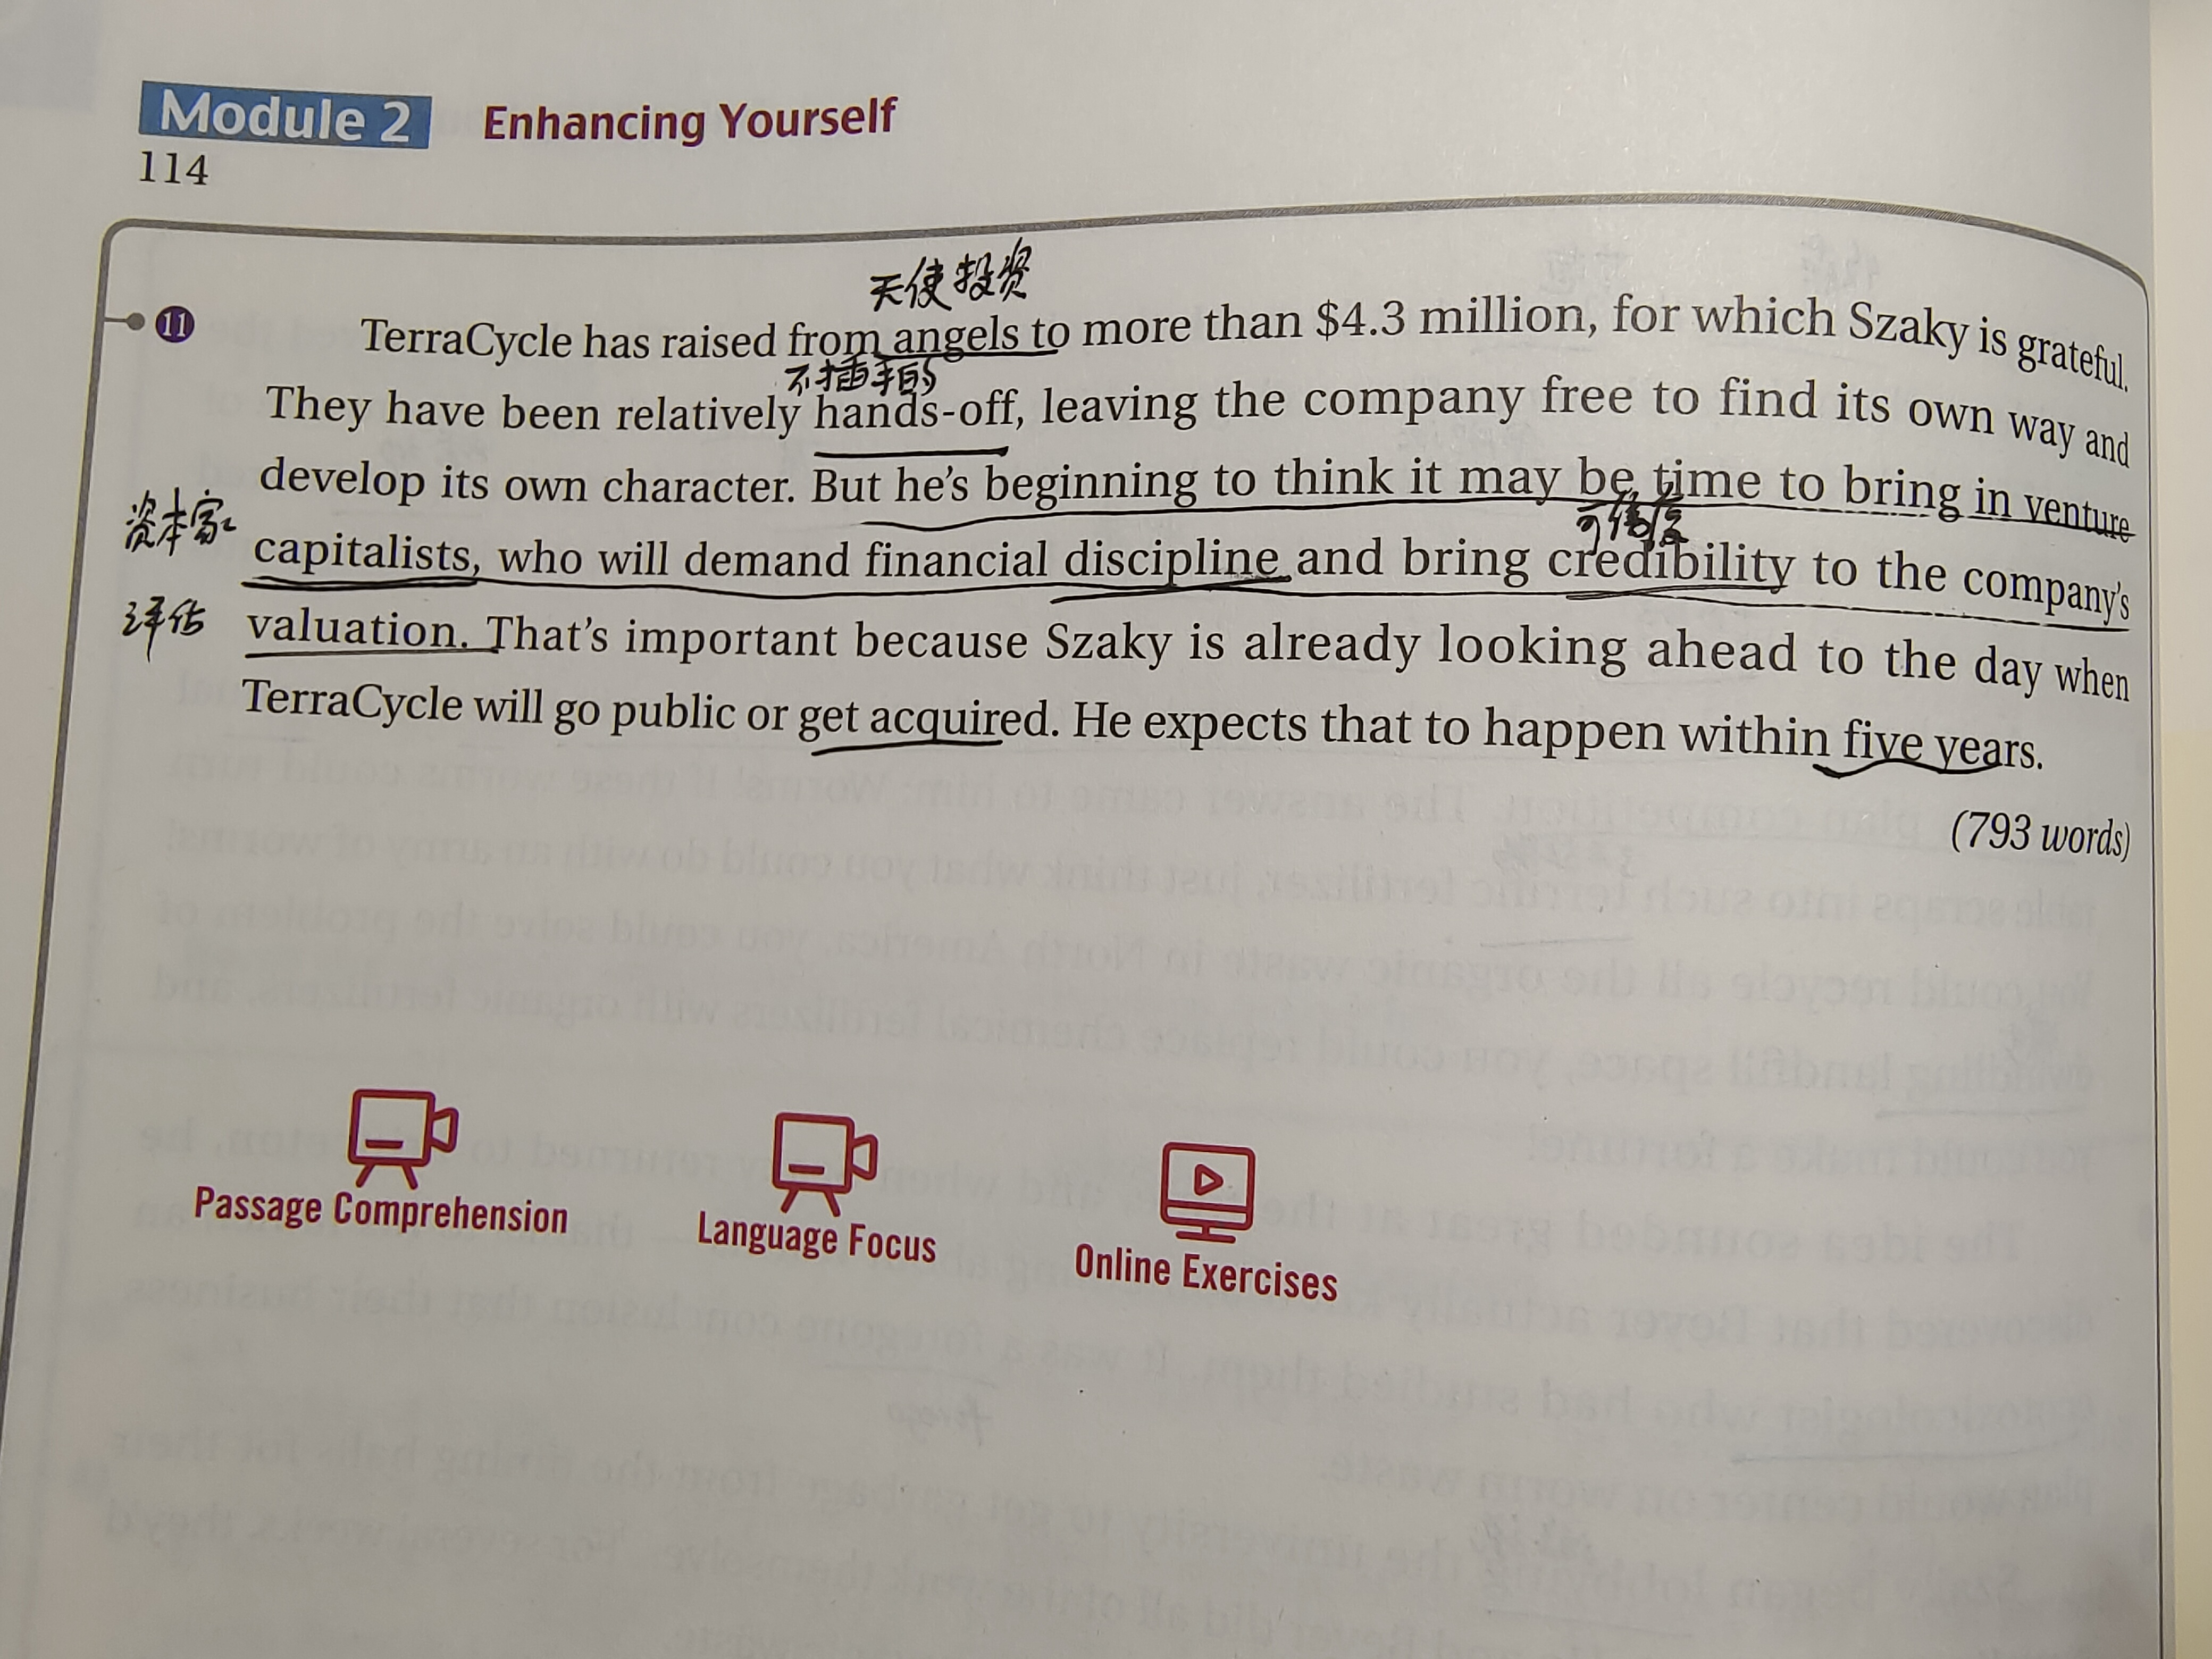 Module 2 Enhancing Yourself
114
天使投资
11 TerraCycle has raised from angels to more than $4.3 million, for which Szaky is grateful.
不插手的
They have been relatively hands-off, leaving the company free to find its own way and
develop its own character. But he's beginning to think it may be time to bring in venture
资本家
可信
capitalists, who will demand financial discipline and bring credibility to the company's
评估
valuation. That's important because Szaky is already looking ahead to the day when
TerraCycle will go public or get acquired. He expects that to happen within five years.
(793 words)
Passage Comprehension
Language Focus
Online Exercises